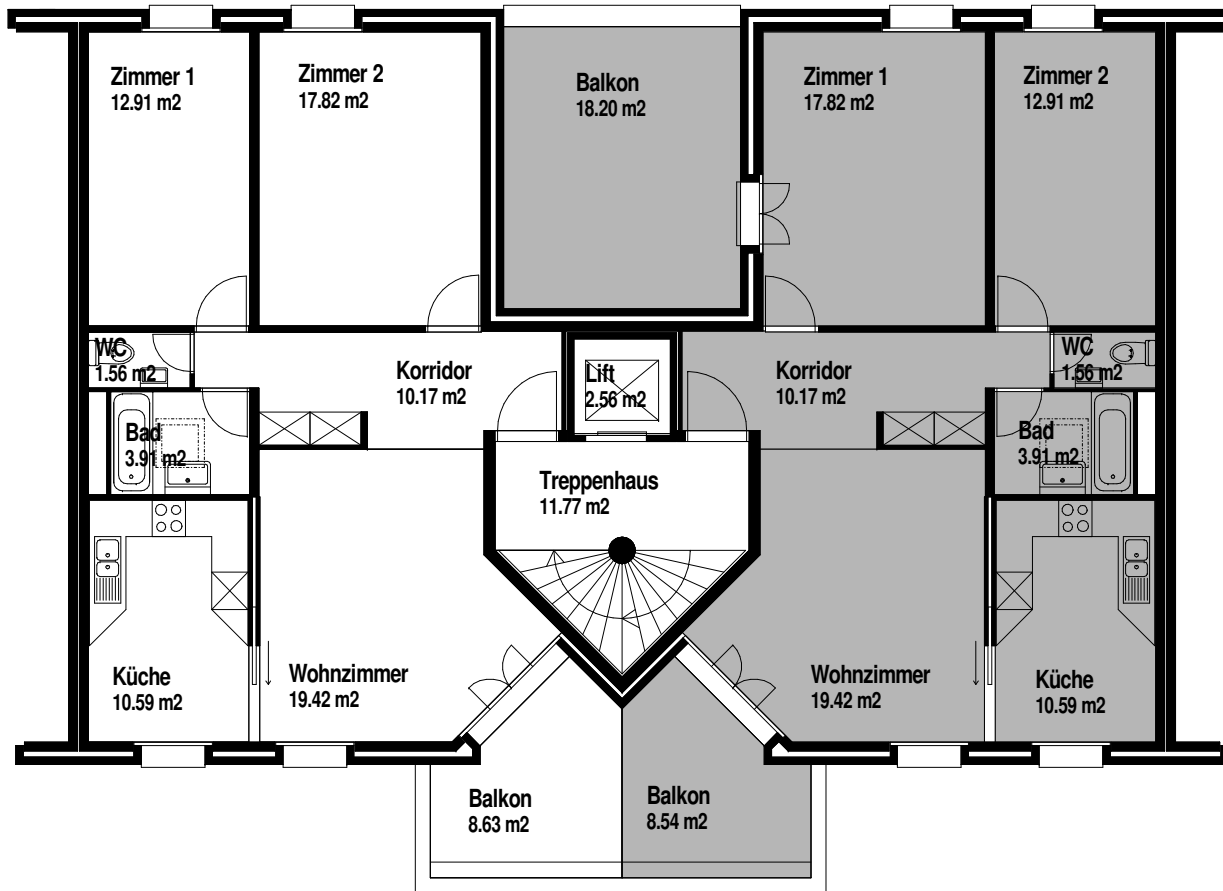 Zimmer 1
12.91 m2
Zimmer 2
17.82 m2
Balkon
18.20 m2
Zimmer 1
17.82 m2
Zimmer 2
12.91 m2
WC
1.56 m2
Korridor
10.17 m2
Lift
2.56 m2
Korridor
10.17 m2
WC
1.56 m2
Bad
3.91 m2
Treppenhaus
11.77 m2
Bad
3.91 m2
Küche
10.59 m2
Wohnzimmer
19.42 m2
Wohnzimmer
19.42 m2
Küche
10.59 m2
Balkon
8.63 m2
Balkon
8.54 m2